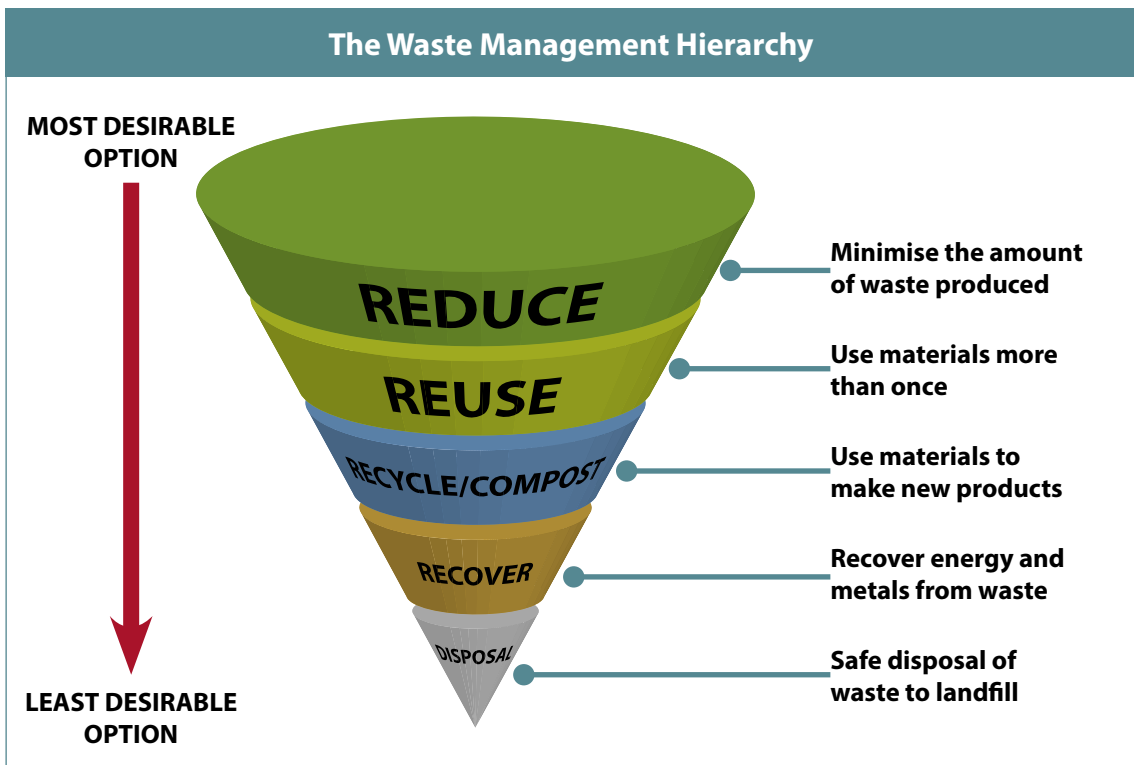 The Waste Management Hierarchy
MOST DESIRABLE
OPTION
REDUCE
Minimise the amount
of waste produced
REUSE
Use materials more
than once
RECYCLE/COMPOST
Use materials to
make new products
RECOVER
Recover energy and
metals from waste
DISPOSAL
Safe disposal of
waste to landfill
LEAST DESIRABLE
OPTION